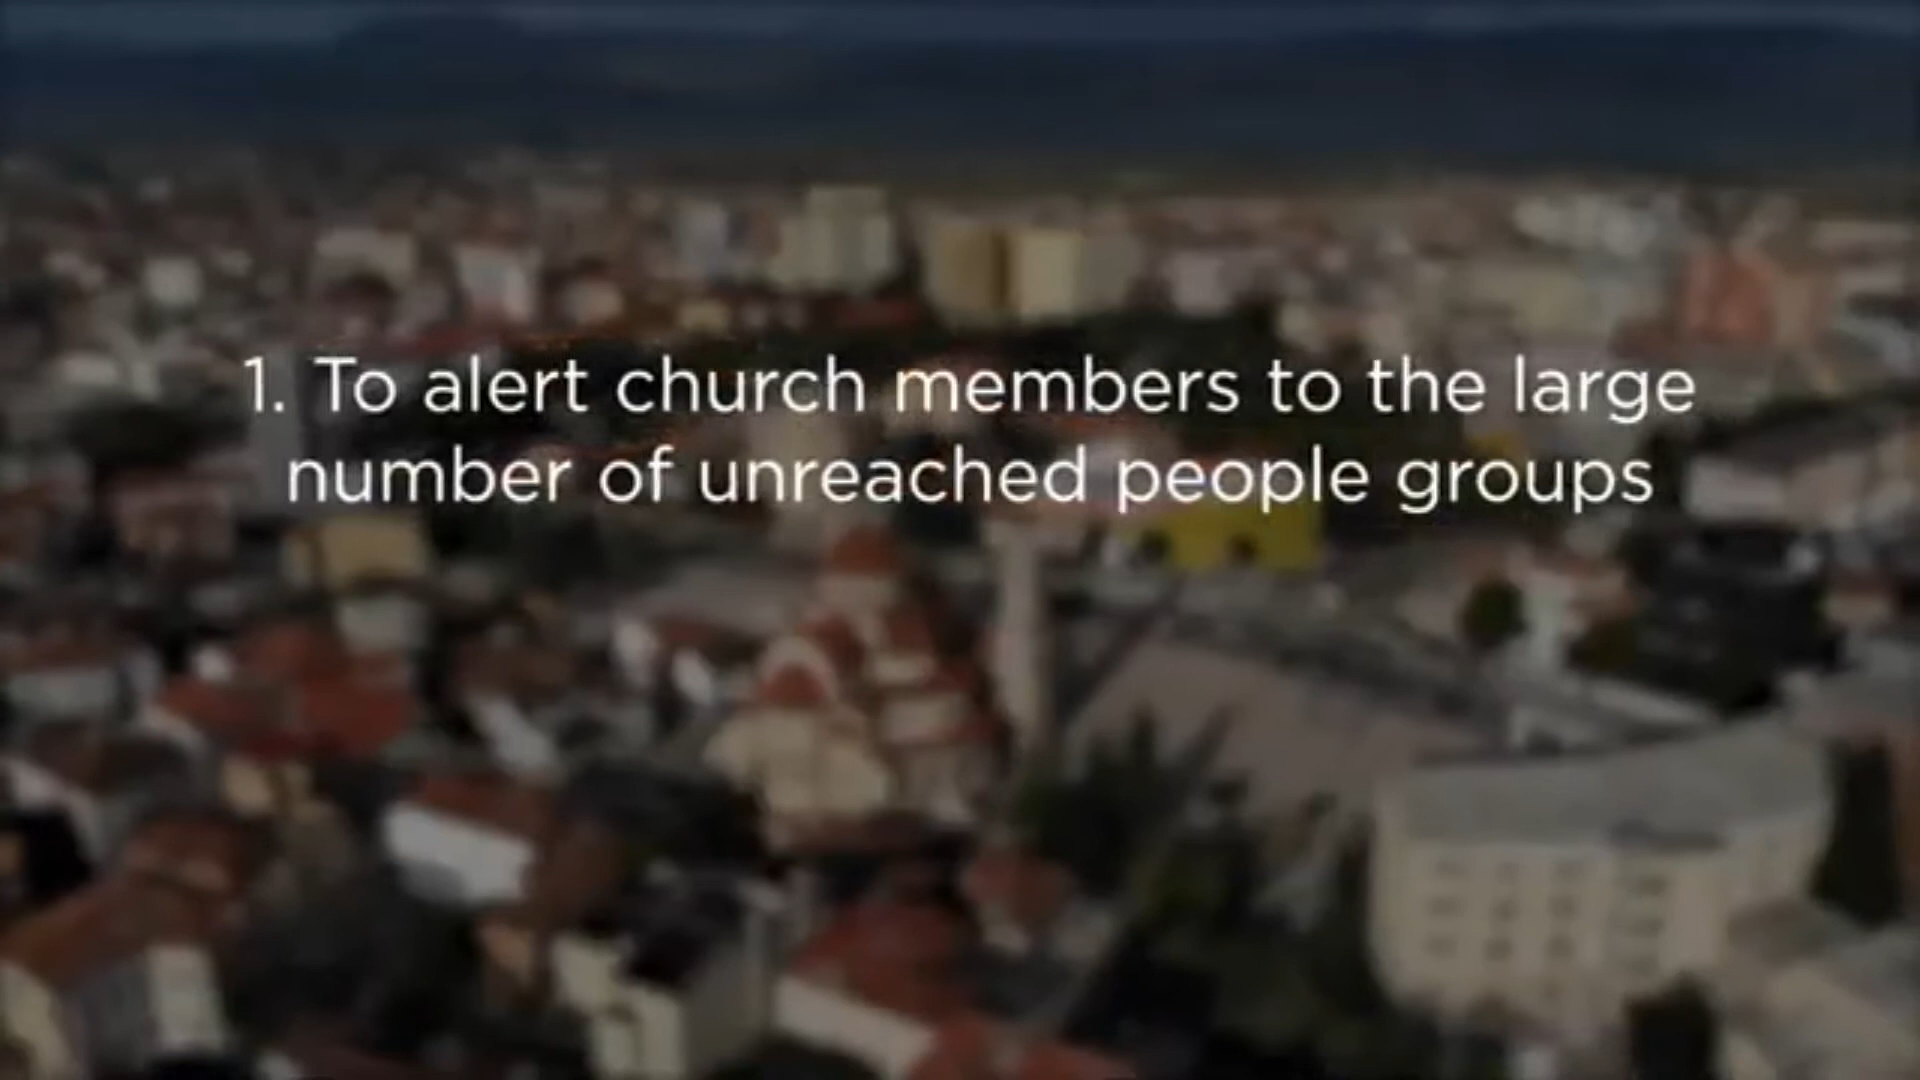 1. To alert church members to the large
number of unreached people groups